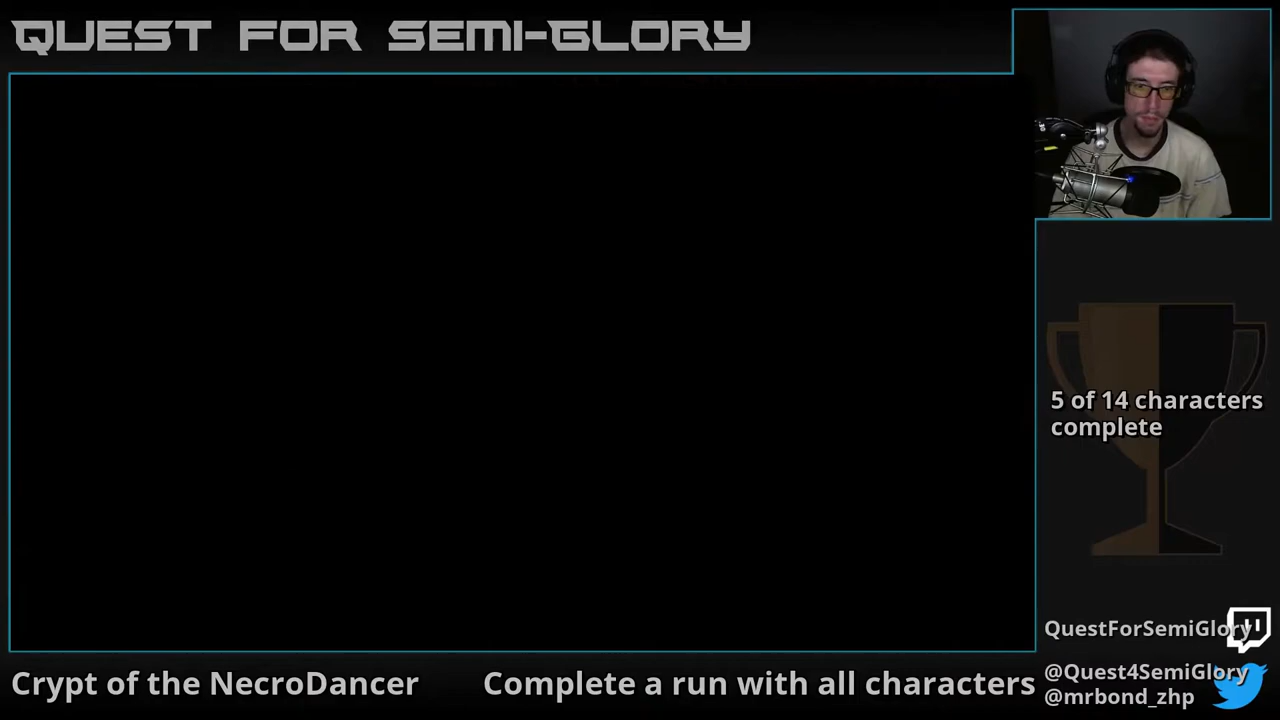 QUEST FOR SEMI-GLORY
5 of 14 characters
complete
QuestForSemiGlory
@Quest4SemiGlory
@mrbond_zhp
Crypt of the NecroDancer
Complete a run with all characters